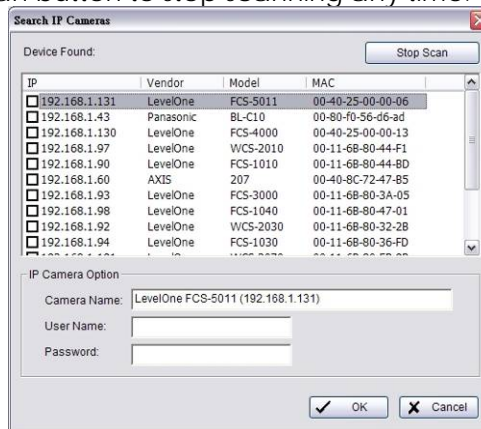 button to stop scanning any time.
Search IP Cameras
Device Found: Stop Scan
IP Vendor Model MAC
192.168.1.131 LevelOne FCS-5011 00-40-25-00-00-06
192.168.1.43 Panasonic BL-C10 00-80-f0-56-d6-ad
192.168.1.130 LevelOne FCS-4000 00-40-25-00-00-13
192.168.1.97 LevelOne WCS-2010 00-11-6B-80-44-F1
192.168.1.90 LevelOne FCS-1010 00-11-6B-80-44-BD
192.168.1.60 AXIS 207 00-40-8C-72-47-B5
192.168.1.93 LevelOne FCS-3000 00-11-6B-80-3A-05
192.168.1.98 LevelOne FCS-1040 00-11-6B-80-47-01
192.168.1.92 LevelOne WCS-2030 00-11-6B-80-32-2B
192.168.1.94 LevelOne FCS-1030 00-11-6B-80-36-FD
IP Camera Option
Camera Name: LevelOne FCS-5011 (192.168.1.131)
User Name:
Password:
OK Cancel